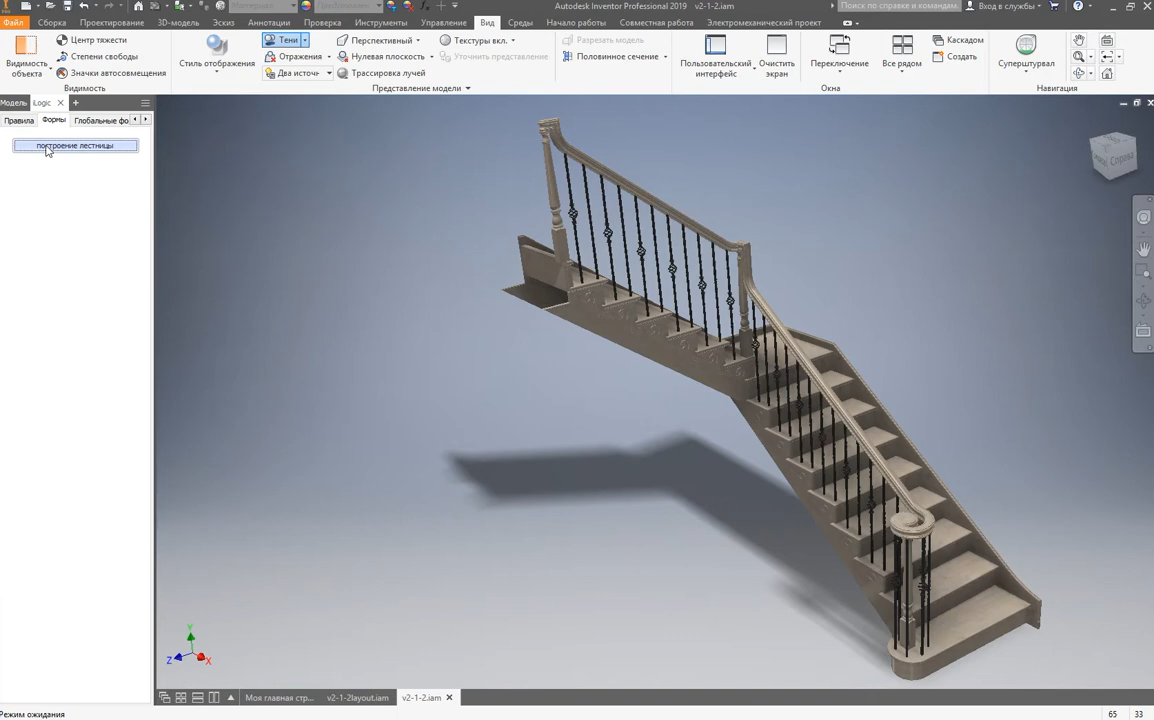 Autodesk Inventor Professional 2019 v2-1-2.iam
Поиск по справке и командам.
Вход в службы
Файл Сборка Проектирование 3D-модель Эскиз Аннотации Проверка Инструменты Управление Вид Среды Начало работы Совместная работа Электромеханический проект
Видимость объекта
Центр тяжести
Степени свободы
Значки автосовмещения
Видимость
Стиль отображения
Тени
Отражения
Два источн
Перспективный
Нулевая плоскость
Трассировка лучей
Текстуры вкл.
Уточнить представление
Представление модели
Разрезать модель
Половинное сечение
Пользовательский интерфейс
Очистить экран
Переключение
Все рядом
Каскадом
Создать
Окна
Суперштурвал
Навигация
Модель iLogic
Правила Формы Глобальные фо
построение лестницы
Справа
Y
Z
X
Моя главная стр... v2-1-2layout.iam v2-1-2.iam
Режим ожидания
65 33